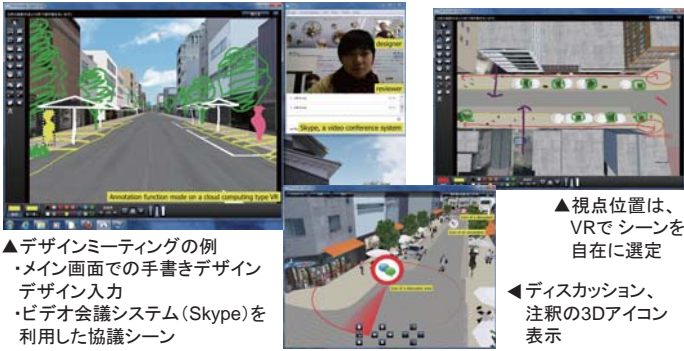 designer
reviewer
Skype, a video conference system
Annotation function mode on a cloud computing type VR
▲デザインミーティングの例
・メイン画面での手書きデザイン
デザイン入力
・ビデオ会議システム（Skype）を
利用した協議シーン
▲視点位置は、
VRで シーンを
自在に選定
◀ディスカッション、
注釈の3Dアイコン
表示